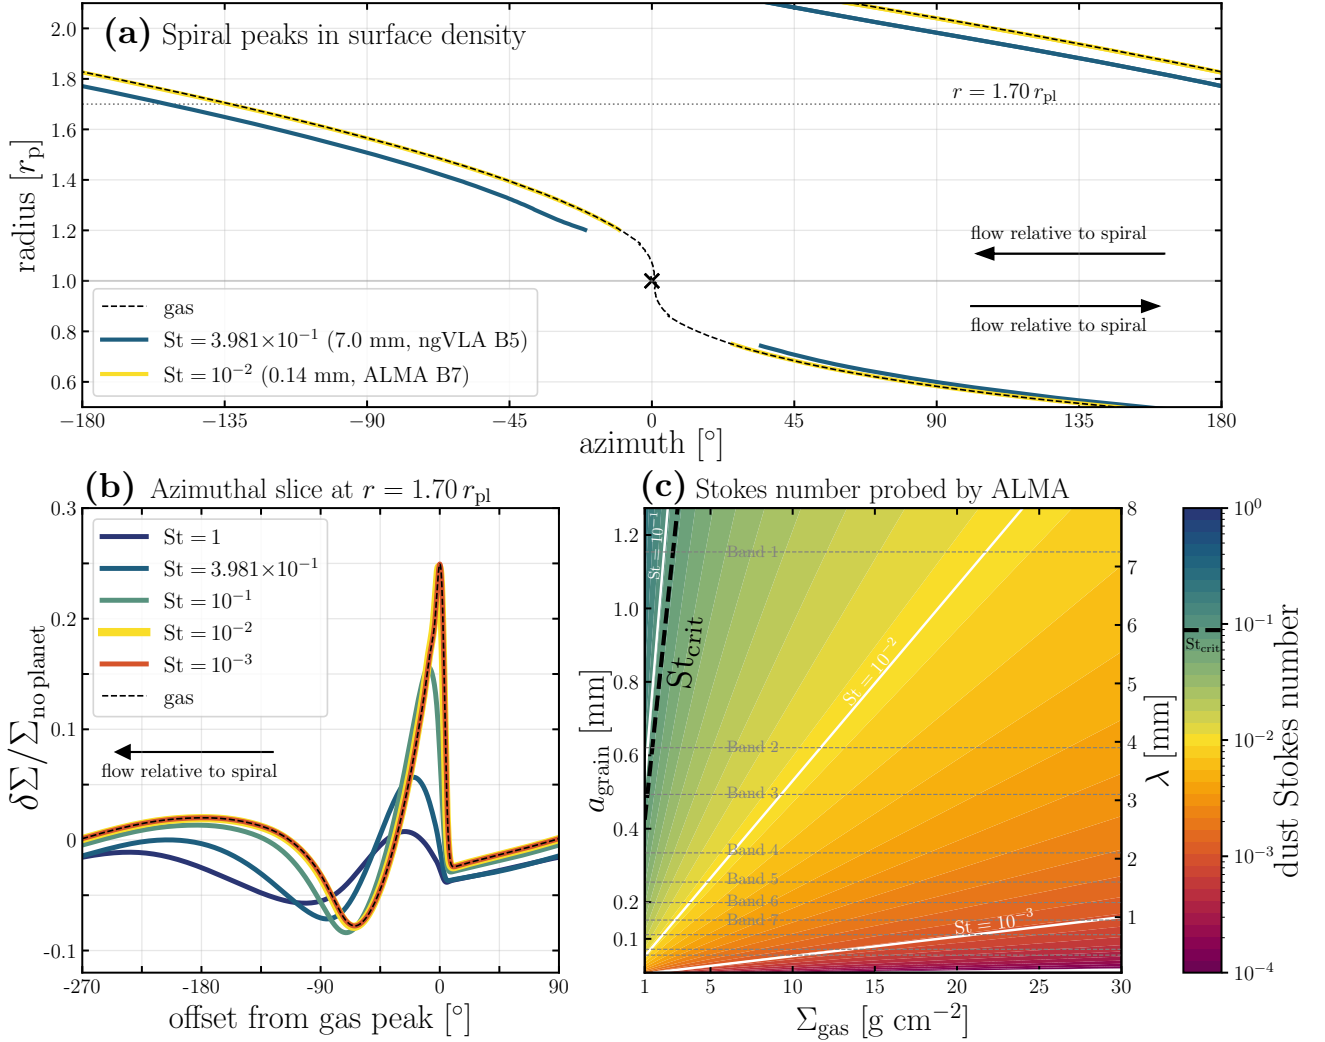 (a) Spiral peaks in surface density
radius [r_p]
2.0
1.8
1.6
1.4
1.2
1.0
0.8
0.6
r = 1.70 r_pl
flow relative to spiral
flow relative to spiral
gas
St = 3.981×10⁻¹ (7.0 mm, ngVLA B5)
St = 10⁻² (0.14 mm, ALMA B7)
−180 −135 −90 −45 0 45 90 135 180
azimuth [°]
(b) Azimuthal slice at r = 1.70 r_pl
δΣ/Σ_no planet
0.3
0.2
0.1
0
-0.1
St = 1
St = 3.981×10⁻¹
St = 10⁻¹
St = 10⁻²
St = 10⁻³
gas
flow relative to spiral
-270 -180 -90 0 90
offset from gas peak [°]
(c) Stokes number probed by ALMA
a_grain [mm]
1.2
1.0
0.8
0.6
0.4
0.2
0.1
St = 10⁻¹
St_crit
St = 10⁻²
St = 10⁻³
Band 1
Band 2
Band 3
Band 4
Band 5
Band 6
Band 7
1 5 10 15 20 25 30
Σ_gas [g cm⁻²]
8
7
6
5
4
3
2
1
λ [mm]
10⁰
10⁻¹
St_crit
10⁻²
10⁻³
10⁻⁴
dust Stokes number